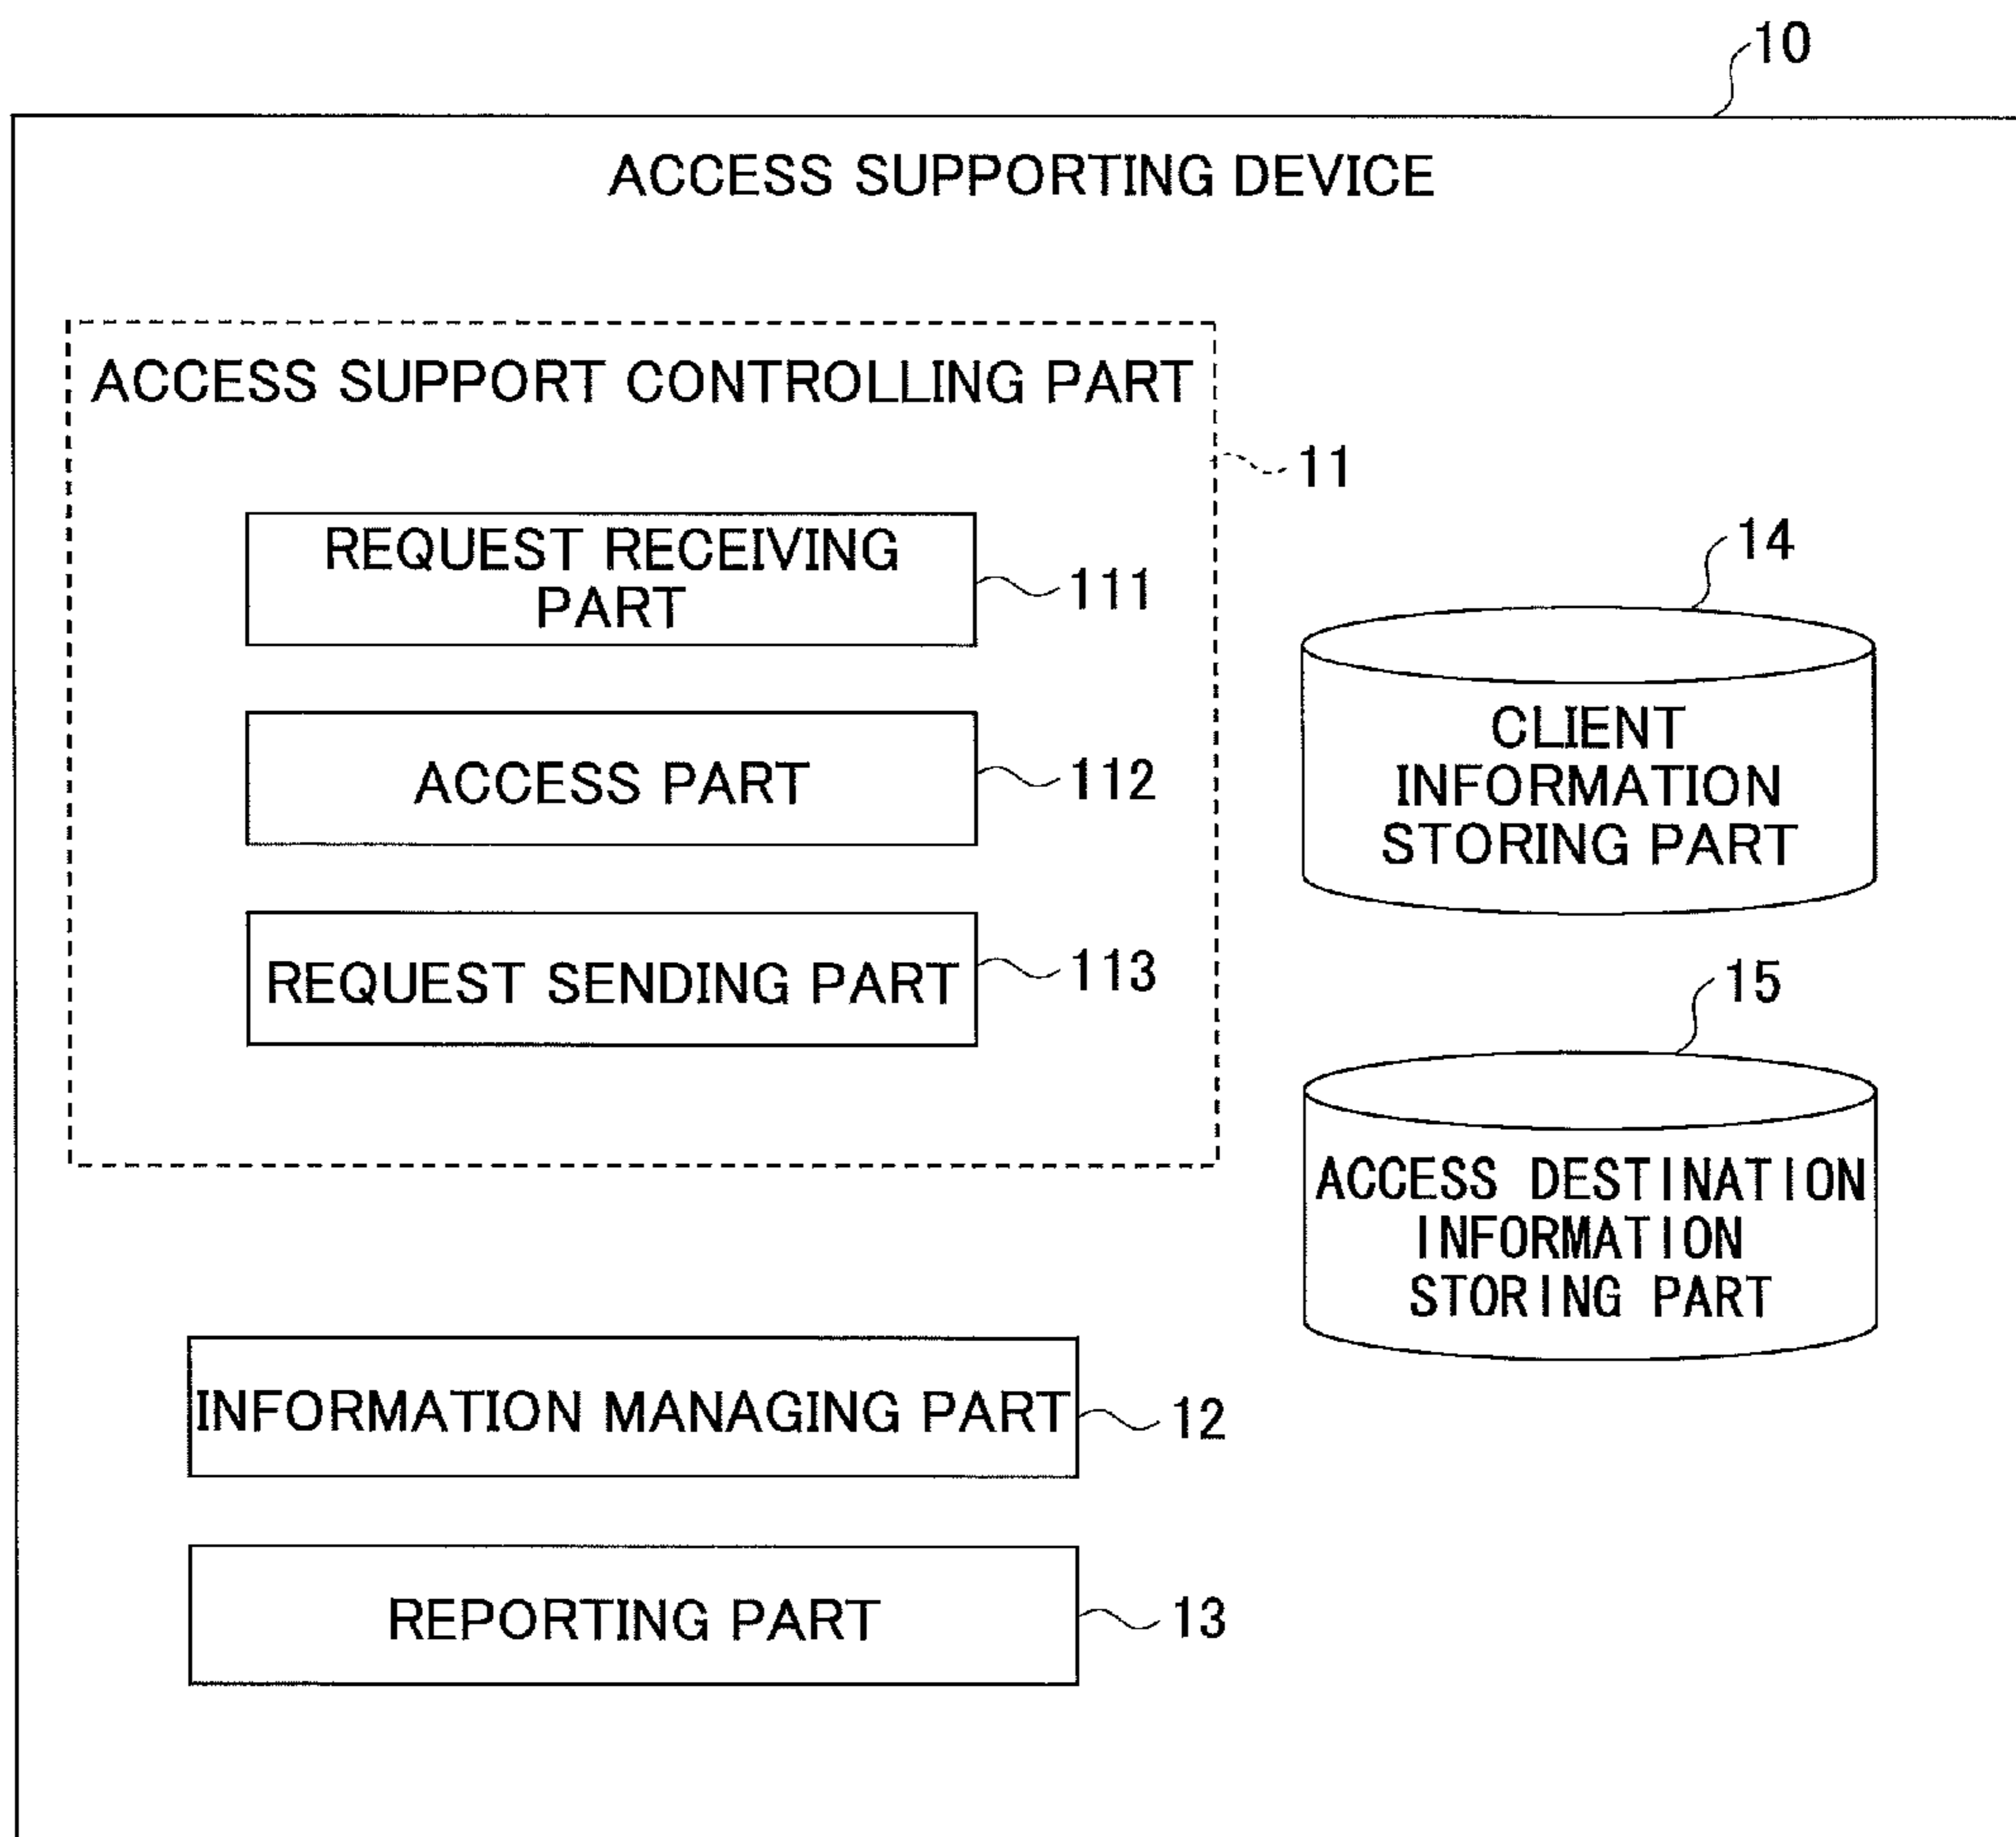 10
ACCESS SUPPORTING DEVICE
ACCESS SUPPORT CONTROLLING PART
11
REQUEST RECEIVING
PART
111
ACCESS PART
112
REQUEST SENDING PART
113
14
CLIENT
INFORMATION
STORING PART
15
ACCESS DESTINATION
INFORMATION
STORING PART
INFORMATION MANAGING PART
12
REPORTING PART
13